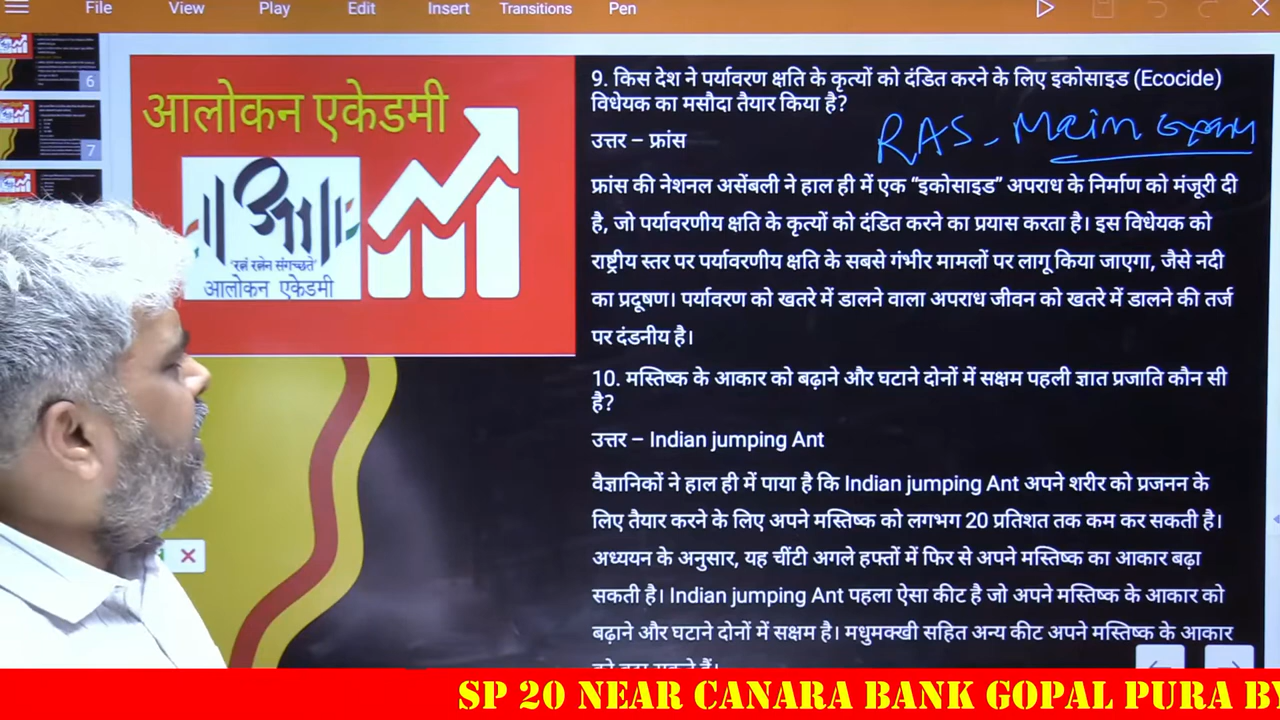 File View Play Edit Insert Transitions Pen
6
7
आलोकन एकेडमी
'रत्नं रत्नेन संगच्छते'
आलोकन एकेडमी
9. किस देश ने पर्यावरण क्षति के कृत्यों को दंडित करने के लिए इकोसाइड (Ecocide)
विधेयक का मसौदा तैयार किया है?
RAS - Main Exam
उत्तर – फ्रांस
फ्रांस की नेशनल असेंबली ने हाल ही में एक “इकोसाइड” अपराध के निर्माण को मंजूरी दी
है, जो पर्यावरणीय क्षति के कृत्यों को दंडित करने का प्रयास करता है। इस विधेयक को
राष्ट्रीय स्तर पर पर्यावरणीय क्षति के सबसे गंभीर मामलों पर लागू किया जाएगा, जैसे नदी
का प्रदूषण। पर्यावरण को खतरे में डालने वाला अपराध जीवन को खतरे में डालने की तर्ज
पर दंडनीय है।
10. मस्तिष्क के आकार को बढ़ाने और घटाने दोनों में सक्षम पहली ज्ञात प्रजाति कौन सी
है?
उत्तर – Indian jumping Ant
वैज्ञानिकों ने हाल ही में पाया है कि Indian jumping Ant अपने शरीर को प्रजनन के
लिए तैयार करने के लिए अपने मस्तिष्क को लगभग 20 प्रतिशत तक कम कर सकती है।
अध्ययन के अनुसार, यह चींटी अगले हफ्तों में फिर से अपने मस्तिष्क का आकार बढ़ा
सकती है। Indian jumping Ant पहला ऐसा कीट है जो अपने मस्तिष्क के आकार को
बढ़ाने और घटाने दोनों में सक्षम है। मधुमक्खी सहित अन्य कीट अपने मस्तिष्क के आकार
SP 20 NEAR CANARA BANK GOPAL PURA BY